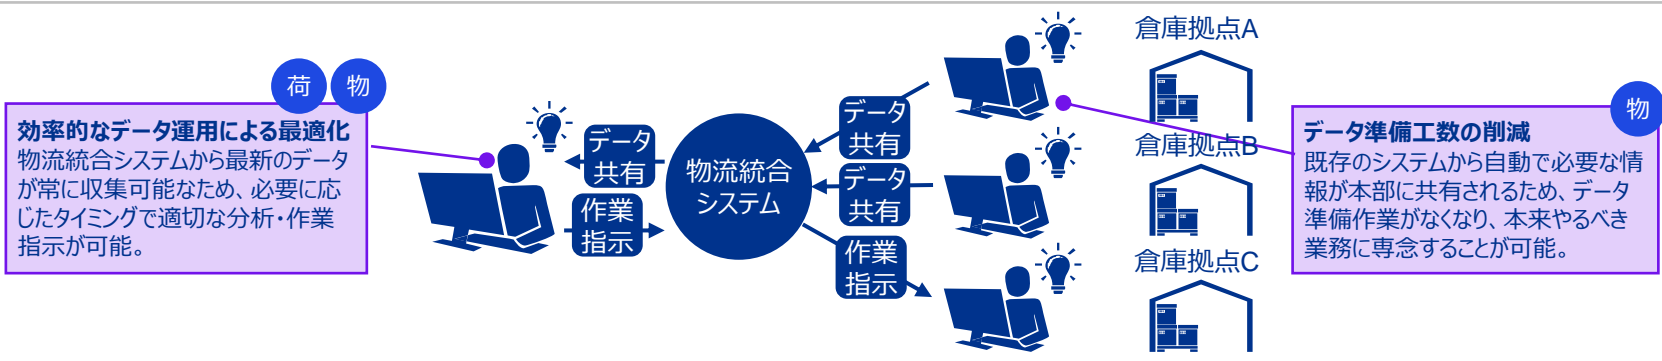 荷 物
効率的なデータ運用による最適化
物流統合システムから最新のデータ
が常に収集可能なため、必要に応
じたタイミングで適切な分析・作業
指示が可能。
データ
共有
作業
指示
物流統合
システム
データ
共有
データ
共有
作業
指示
倉庫拠点A
倉庫拠点B
倉庫拠点C
物
データ準備工数の削減
既存のシステムから自動で必要な情
報が本部に共有されるため、データ
準備作業がなくなり、本来やるべき
業務に専念することが可能。